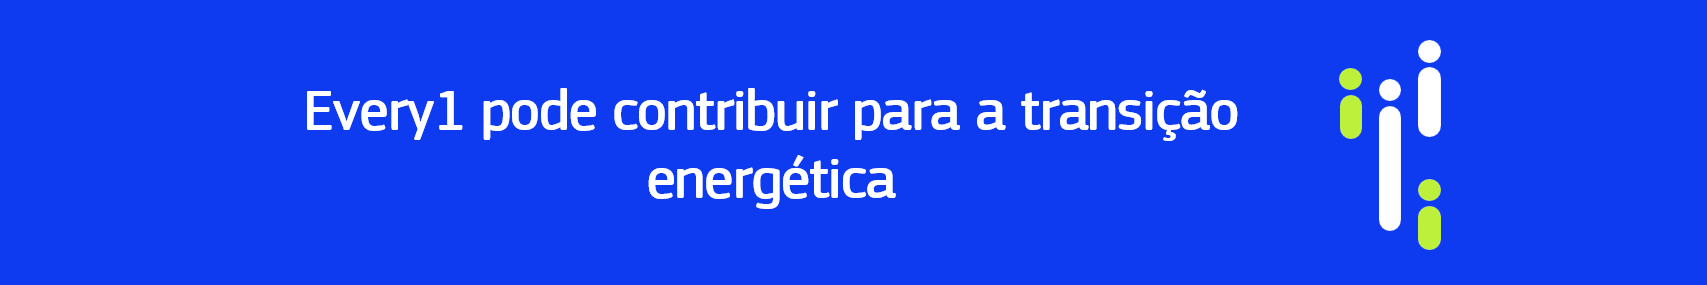 Every1 pode contribuir para a transição
energética